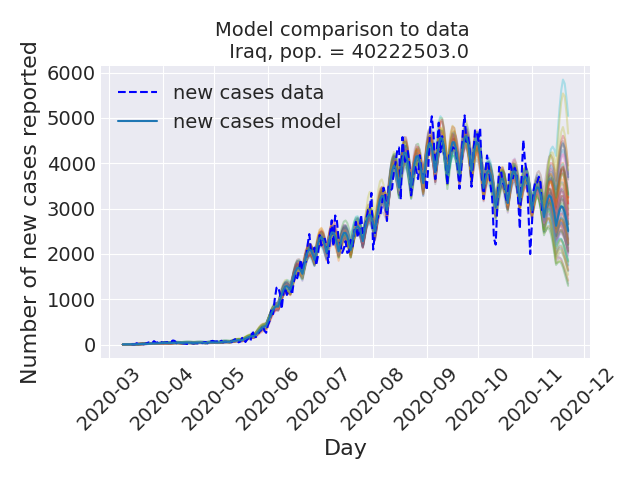 Model comparison to data
Iraq, pop. = 40222503.0
Number of new cases reported
6000
5000
4000
3000
2000
1000
0
new cases data
new cases model
2020-03
2020-04
2020-05
2020-06
2020-07
2020-08
2020-09
2020-10
2020-11
2020-12
Day